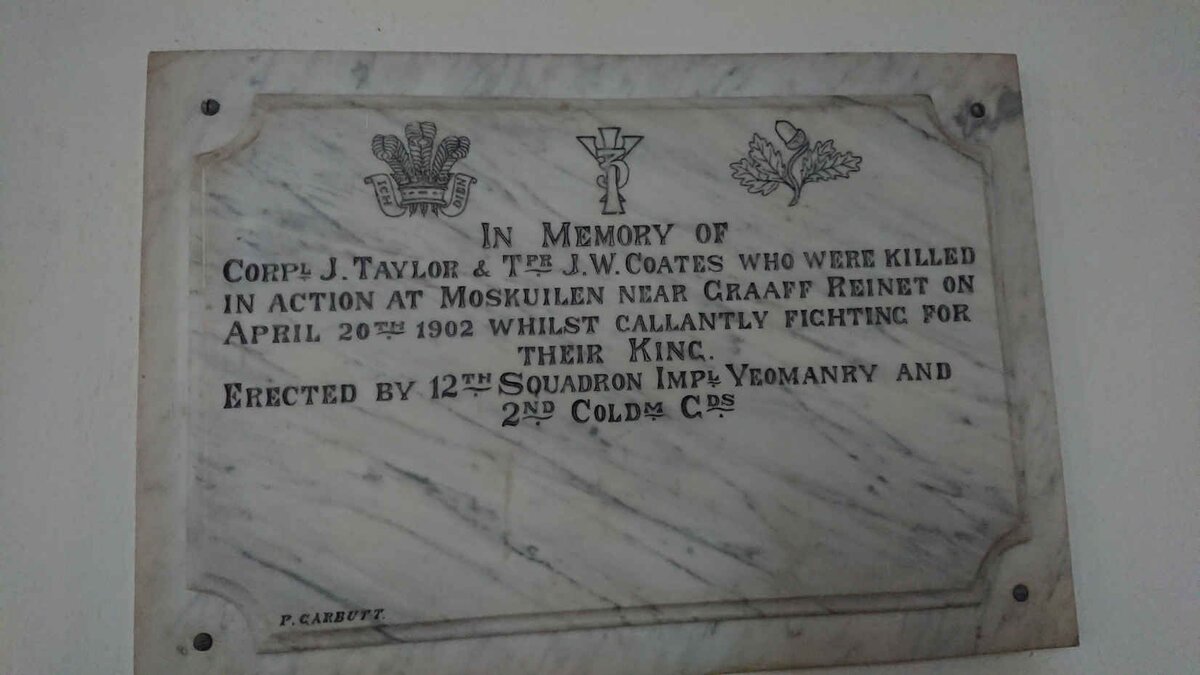 ICH DIEN
IN MEMORY OF
CORPL J. TAYLOR & TPR J.W. COATES WHO WERE KILLED
IN ACTION AT MOSKUILEN NEAR GRAAFF REINET ON
APRIL 20TH 1902 WHILST GALLANTLY FIGHTING FOR
THEIR KING.
ERECTED BY 12TH SQUADRON IMPL YEOMANRY AND
2ND COLDM GDS
P. GARBUTT.